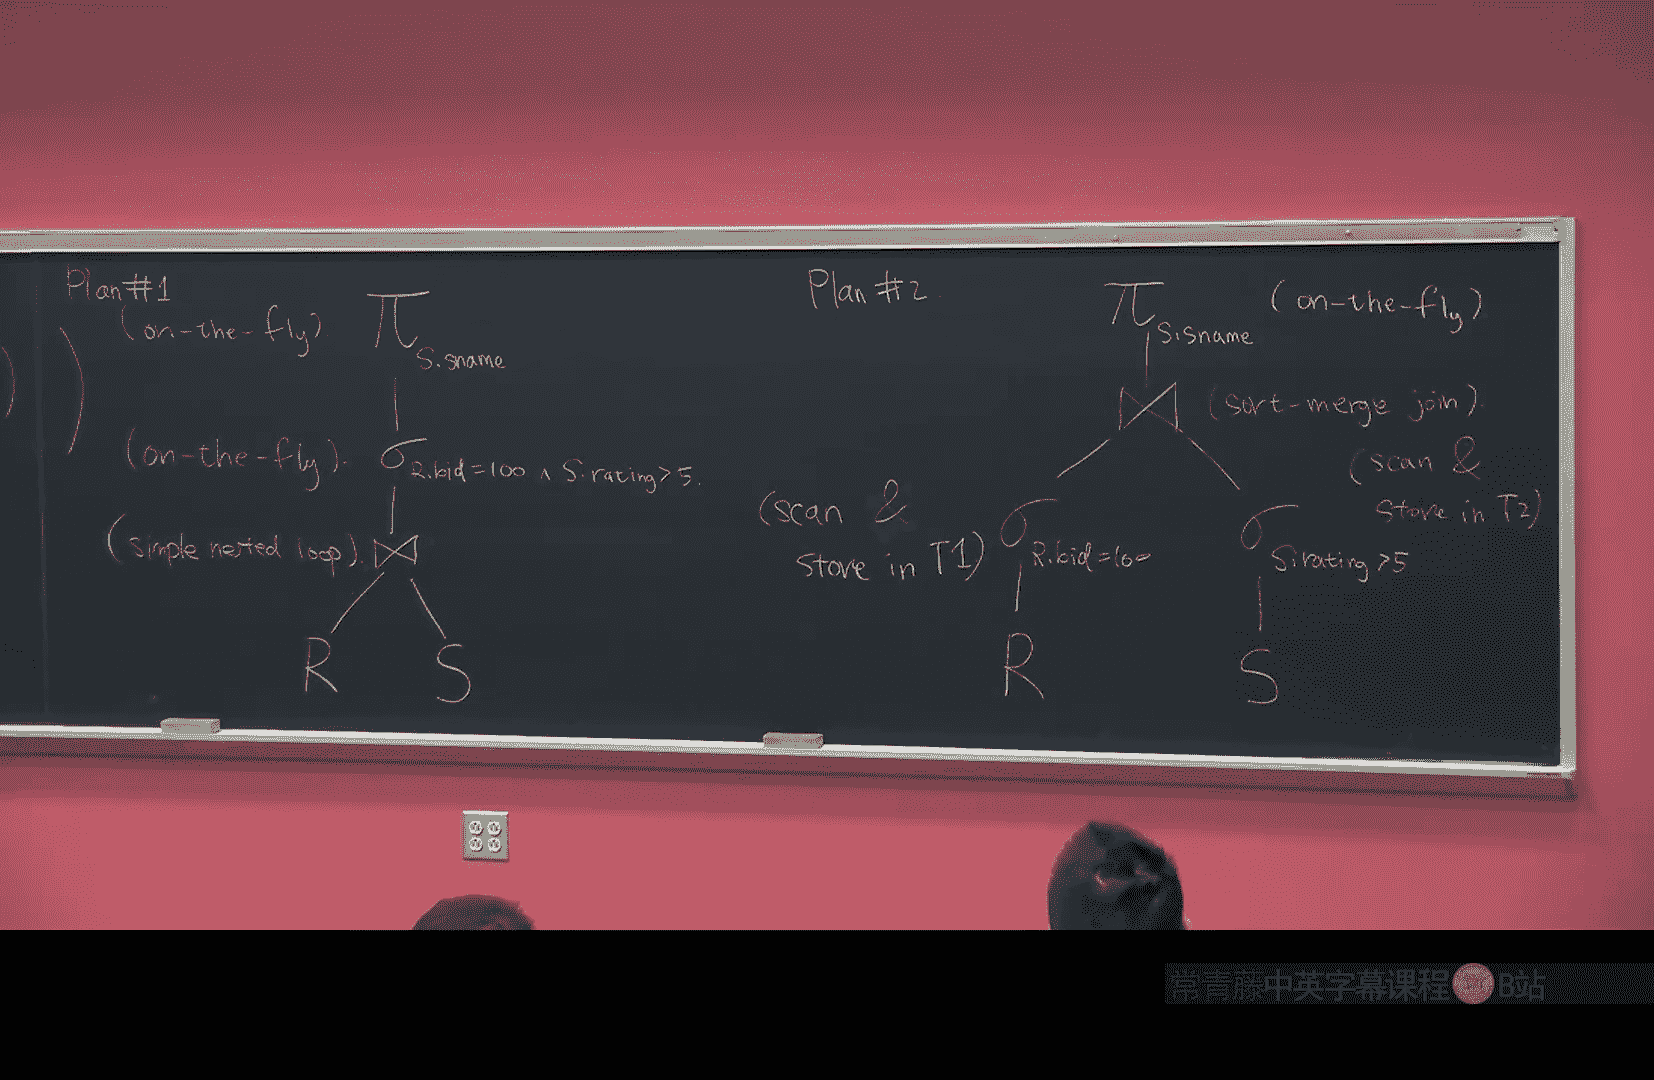 Plan #1
(on-the-fly) π S.sname
(on-the-fly). σ R.bid=100 ∧ S.rating>5.
(simple nested loop). ⋈
R S
Plan #2.
π S.sname (on-the-fly)
⋈ (sort-merge join).
(scan &
store in T1) σ R.bid=100
R
(scan &
store in T2)
σ S.rating>5
S
常青藤中英字幕课程 B站